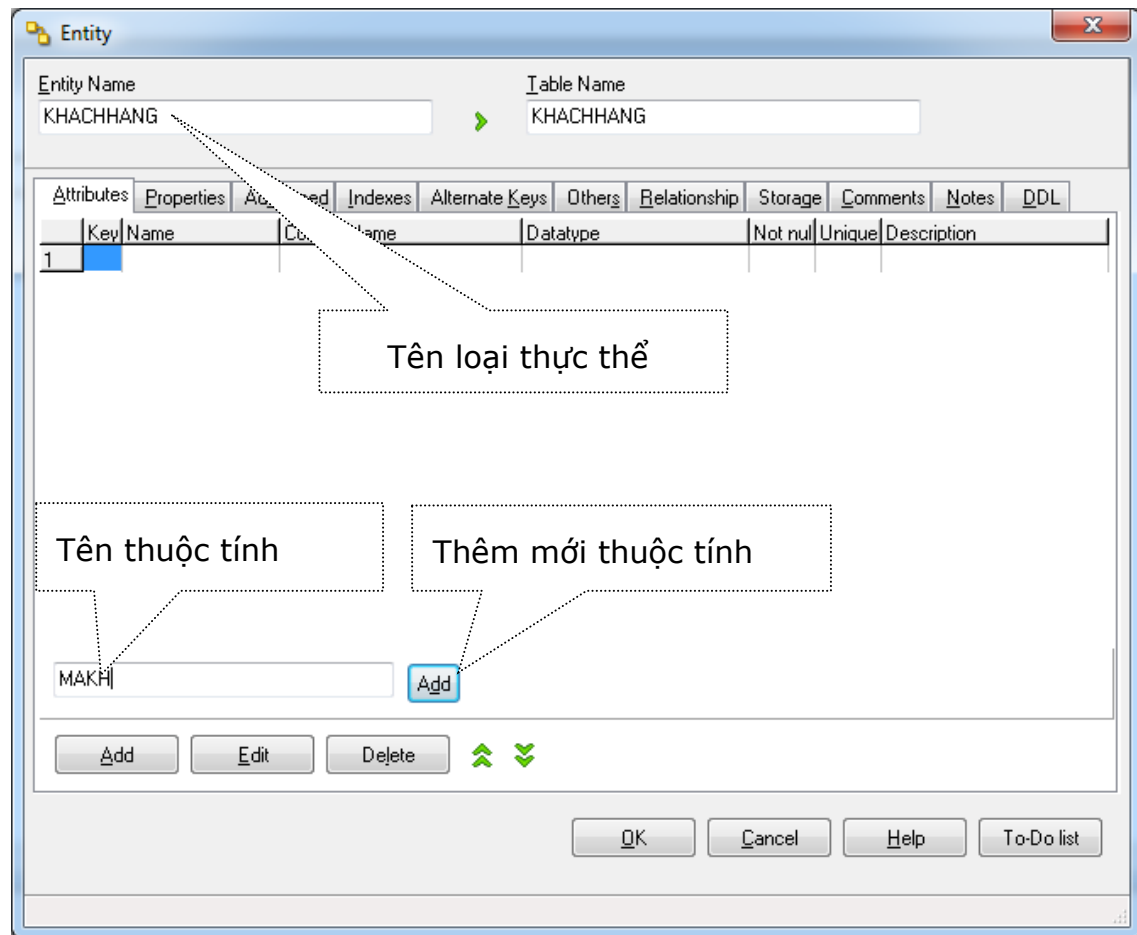 Entity
Entity Name
Table Name
KHACHHANG
KHACHHANG
Attributes Properties Indexes Alternate Keys Others Relationship Storage Comments Notes DDL
Key Name Datatype Not nul Unique Description
1
Tên loại thực thể
Tên thuộc tính
Thêm mới thuộc tính
MAKH
Add
Add Edit Delete
OK Cancel Help To-Do list